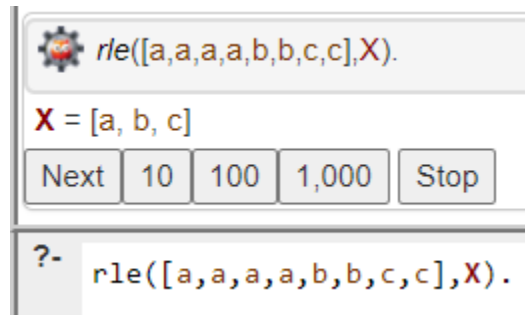 rle([a,a,a,a,b,b,c,c],X).
X = [a, b, c]
Next 10 100 1,000 Stop
?- rle([a,a,a,a,b,b,c,c],X).